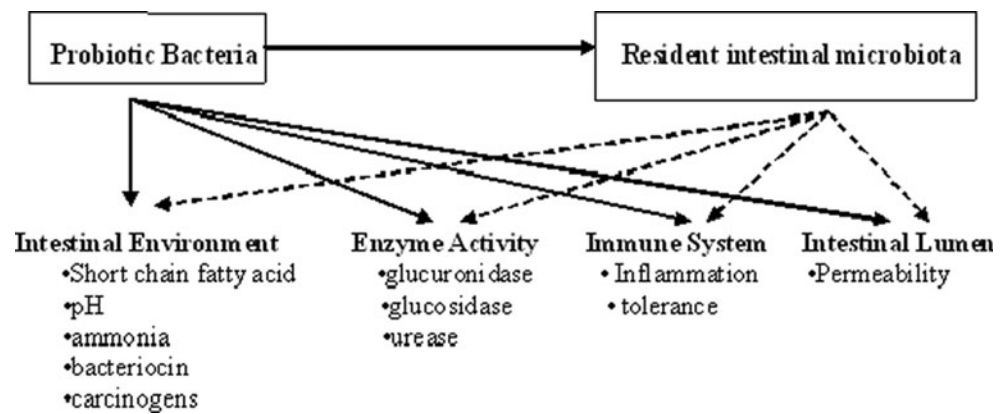 Probiotic Bacteria
Resident intestinal microbiota
Intestinal Environment
•Short chain fatty acid
•pH
•ammonia
•bacteriocin
•carcinogens
Enzyme Activity
•glucuronidase
•glucosidase
•urease
Immune System
• Inflammation
• tolerance
Intestinal Lumen
•Permeability